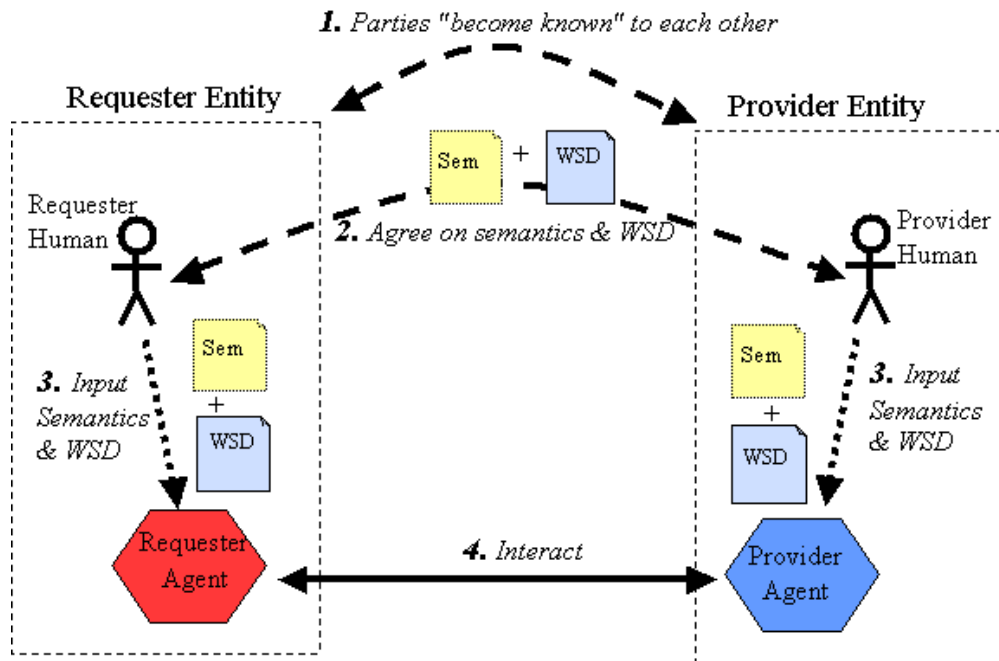 1. Parties "become known" to each other
Requester Entity
Provider Entity
Sem
+
WSD
Requester
Human
2. Agree on semantics & WSD
Provider
Human
Sem
+
WSD
3. Input
Semantics
& WSD
Sem
+
WSD
3. Input
Semantics
& WSD
Requester
Agent
4. Interact
Provider
Agent